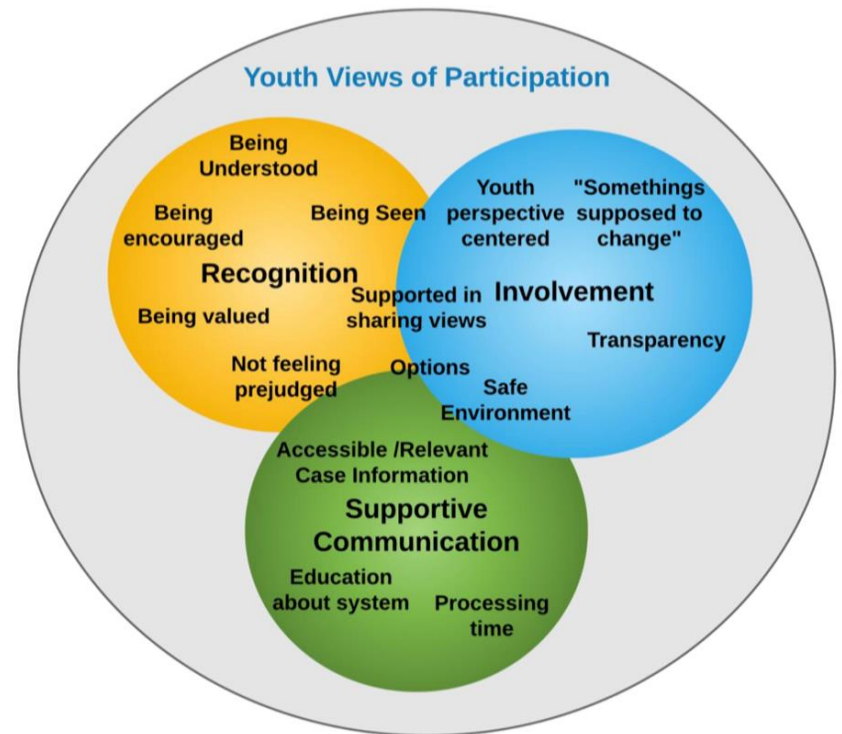 Youth Views of Participation
Being
Understood
Being
encouraged
Being Seen
Recognition
Being valued
Not feeling
prejudged
Supported in
sharing views
Options
Youth
perspective
centered
"Somethings
supposed to
change"
Involvement
Transparency
Safe
Environment
Accessible /Relevant
Case Information
Supportive
Communication
Education
about system
Processing
time